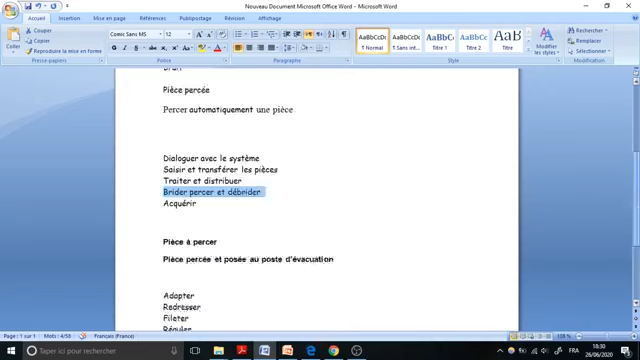 Nouveau Document Microsoft Office Word - Microsoft Word
Accueil Insertion Mise en page Références Publipostage Révision Affichage
Coller
Couper
Copier
Reproduire la mise en forme
Presse-papiers
Comic Sans MS 12
Police
Paragraphe
AaBbCcDc AaBbCcDc AaBbC AaBbCc AaBb
¶ Normal ¶ Sans int... Titre 1 Titre 2 Titre
Modifier les styles
Style
Rechercher
Remplacer
Sélectionner
Modification
Pièce percée
Percer automatiquement une pièce
Dialoguer avec le système
Saisir et transférer les pièces
Traiter et distribuer
Brider percer et débrider
Acquérir
Pièce à percer
Pièce percée et posée au poste d'évacuation
Adapter
Redresser
Fileter
Réguler
Page : 1 sur 1 Mots : 4/58 Français (France) 108 %
Taper ici pour rechercher
FRA
18:30
26/06/2020